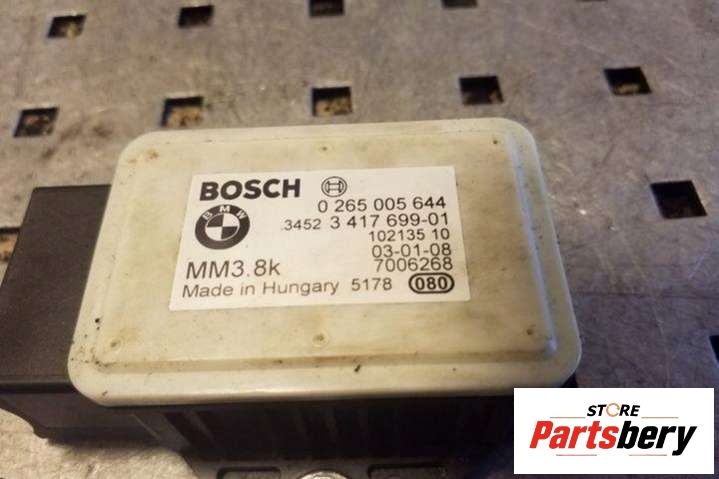 BOSCH
BMW
0 265 005 644
.3452 3 417 699-01
102135 10
03-01-08
MM3.8k 7006268
Made in Hungary 5178 080
STORE
Partsbery